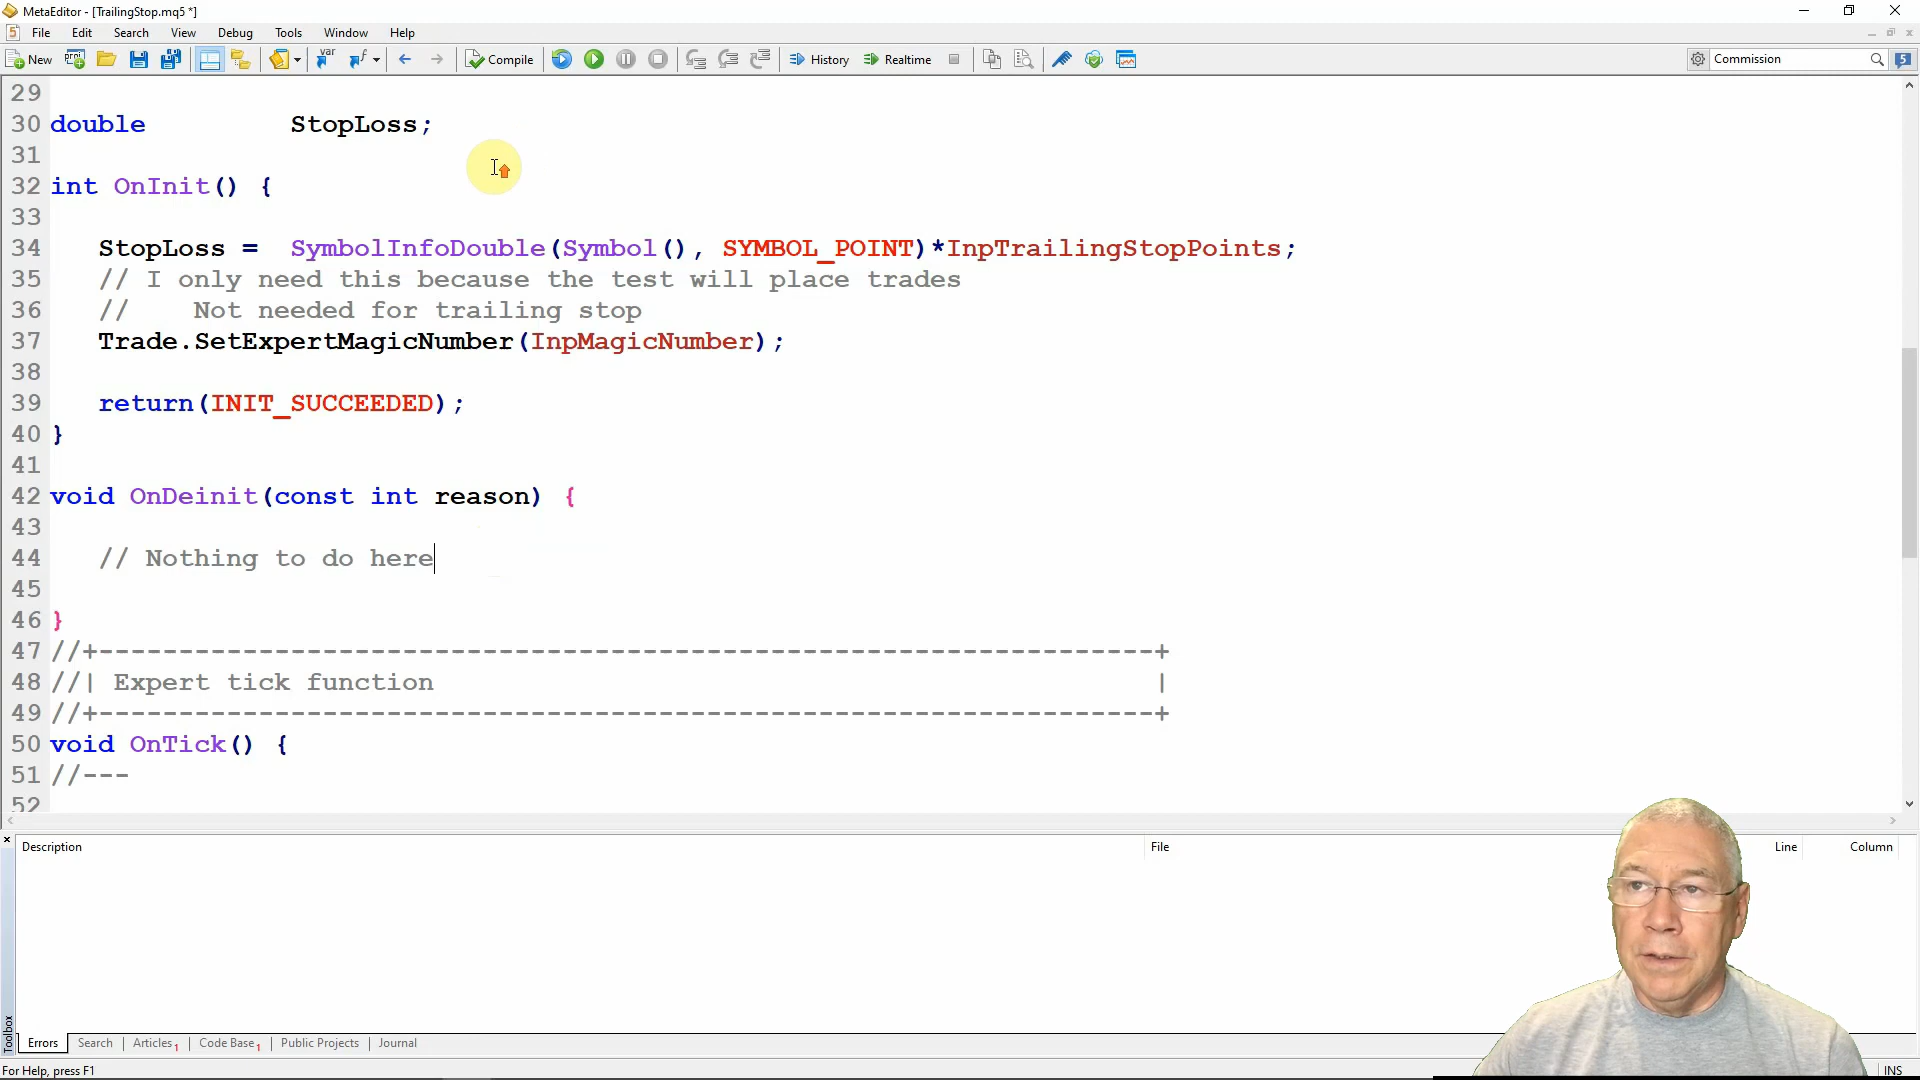 MetaEditor - [TrailingStop.mq5 *]
File Edit Search View Debug Tools Window Help
New Compile History Realtime Commission
29
30 double StopLoss;
31
32 int OnInit() {
33
34 StopLoss = SymbolInfoDouble(Symbol(), SYMBOL_POINT)*InpTrailingStopPoints;
35 // I only need this because the test will place trades
36 // Not needed for trailing stop
37 Trade.SetExpertMagicNumber(InpMagicNumber);
38
39 return(INIT_SUCCEEDED);
40 }
41
42 void OnDeinit(const int reason) {
43
44 // Nothing to do here
45
46 }
47 //+------------------------------------------------------------------+
48 //| Expert tick function |
49 //+------------------------------------------------------------------+
50 void OnTick() {
51 //---
52
Description File Line Column
Toolbox
Errors Search Articles 1 Code Base 1 Public Projects Journal
For Help, press F1 INS